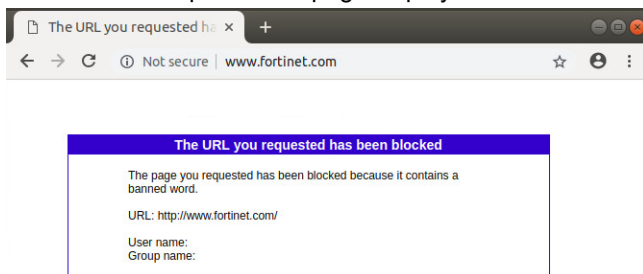 The URL you requested ha
Not secure www.fortinet.com
The URL you requested has been blocked
The page you requested has been blocked because it contains a
banned word.
URL: http://www.fortinet.com/
User name:
Group name: